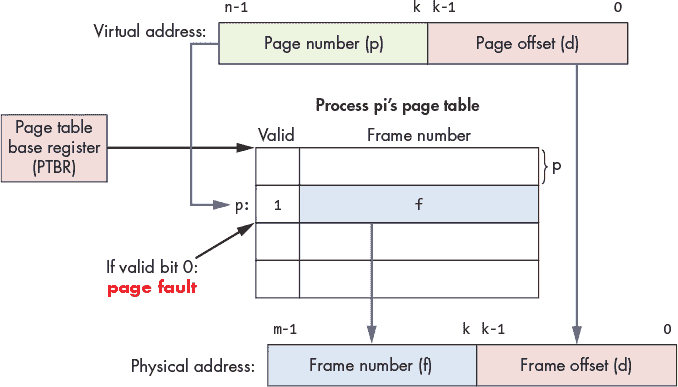 n-1 k k-1 0
Virtual address: Page number (p) Page offset (d)
Process pi's page table
Page table
base register
(PTBR)
Valid Frame number
p
p: 1 f
If valid bit 0:
page fault
m-1 k k-1 0
Physical address: Frame number (f) Frame offset (d)